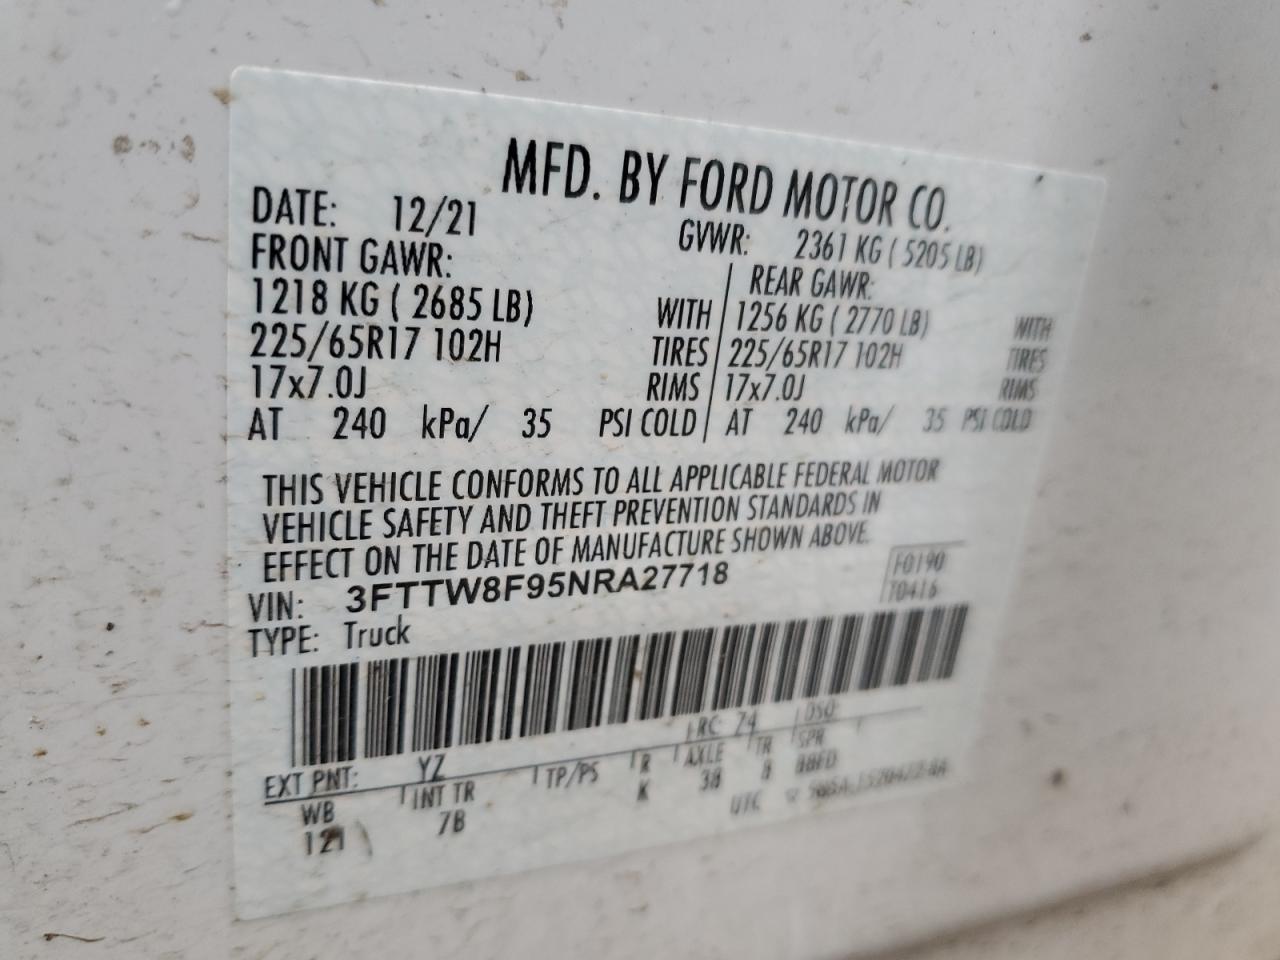 MFD. BY FORD MOTOR CO.
DATE: 12/21 GVWR: 2361 KG ( 5205 LB)
FRONT GAWR: REAR GAWR:
1218 KG ( 2685 LB) WITH 1256 KG ( 2770 LB) WITH
225/65R17 102H TIRES 225/65R17 102H TIRES
17x7.0J RIMS 17x7.0J RIMS
AT 240 kPa/ 35 PSI COLD AT 240 kPa/ 35 PSI COLD
THIS VEHICLE CONFORMS TO ALL APPLICABLE FEDERAL MOTOR
VEHICLE SAFETY AND THEFT PREVENTION STANDARDS IN
EFFECT ON THE DATE OF MANUFACTURE SHOWN ABOVE.
VIN: 3FTTW8F95NRA27718 F0190
TYPE: Truck T0416
EXT PNT: YZ RC: 74 DSO:
WB INT TR TP/PS R AXLE TR SPR
121 7B K 38 8 BBFD
UTC